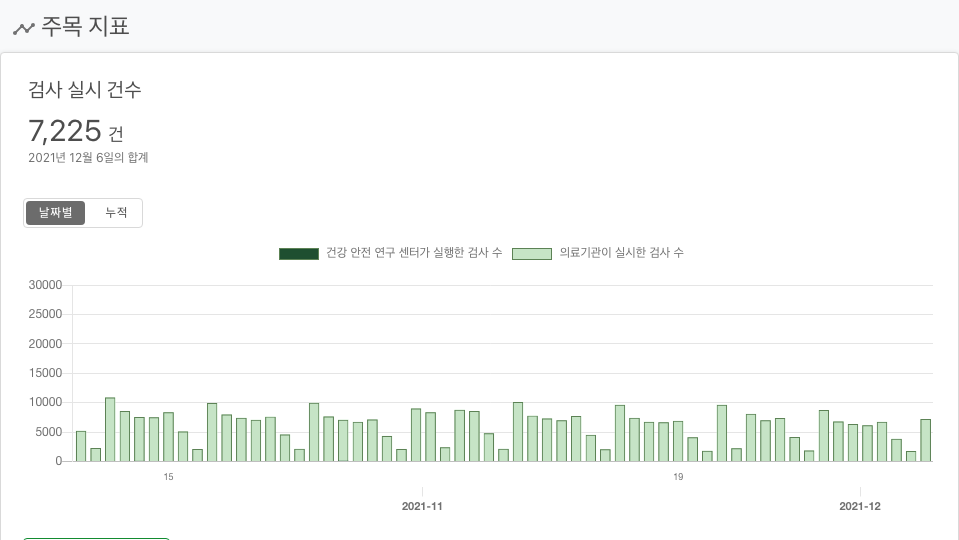 주목 지표
검사 실시 건수
7,225 건
2021년 12월 6일의 합계
날짜별 누적
건강 안전 연구 센터가 실행한 검사 수 의료기관이 실시한 검사 수
30000
25000
20000
15000
10000
5000
0
15 19
2021-11 2021-12